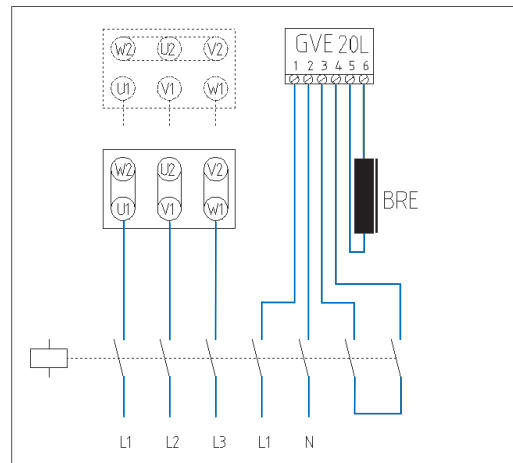 W2 U2 V2
U1 V1 W1
GVE 20L
1 2 3 4 5 6
W2 U2 V2
U1 V1 W1
BRE
L1 L2 L3 L1 N